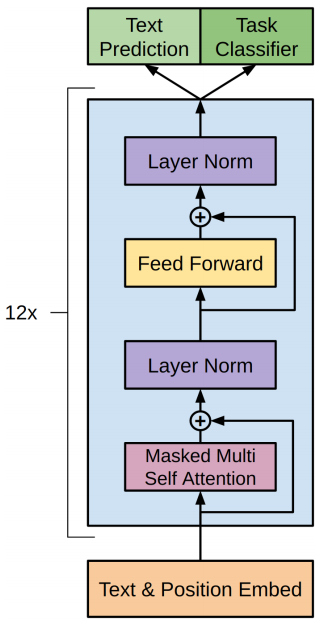 Text
Prediction
Task
Classifier
Layer Norm
Feed Forward
12x
Layer Norm
Masked Multi
Self Attention
Text & Position Embed